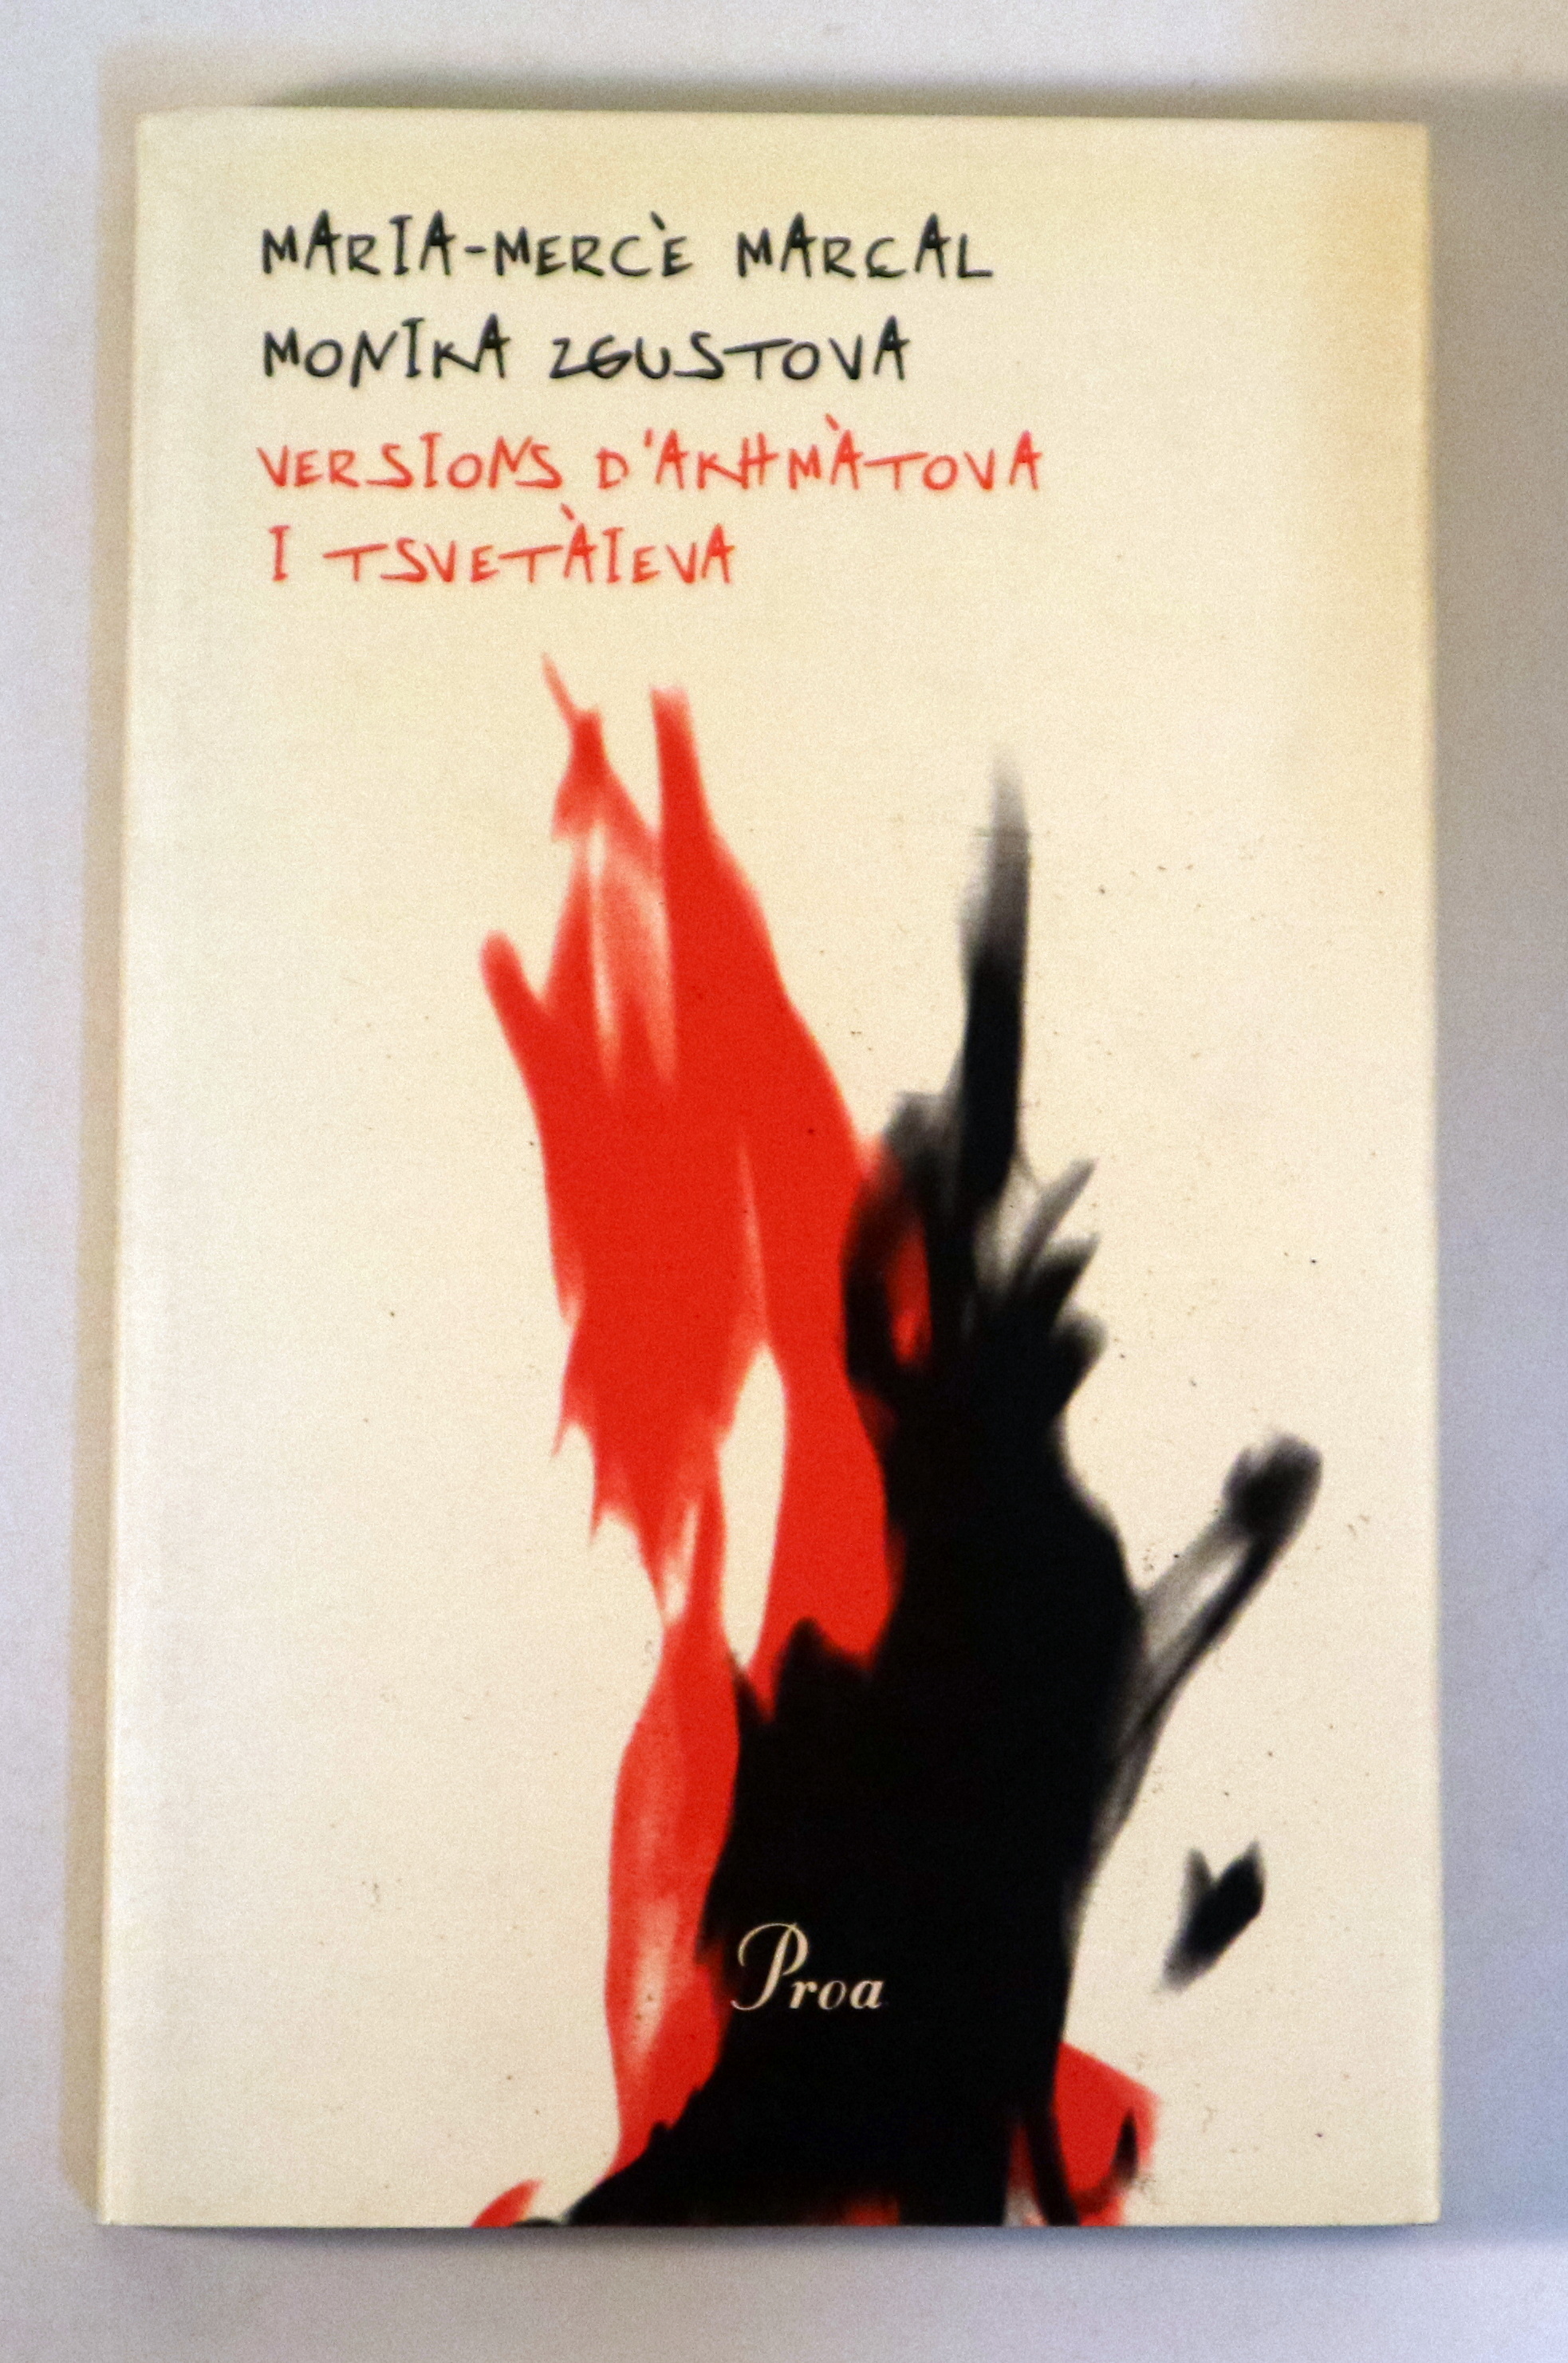 MARIA-MERCÈ MARÇAL
MONIKA ZGUSTOVA
VERSIONS D'AKHMÀTOVA
I TSVETÀIEVA
Proa